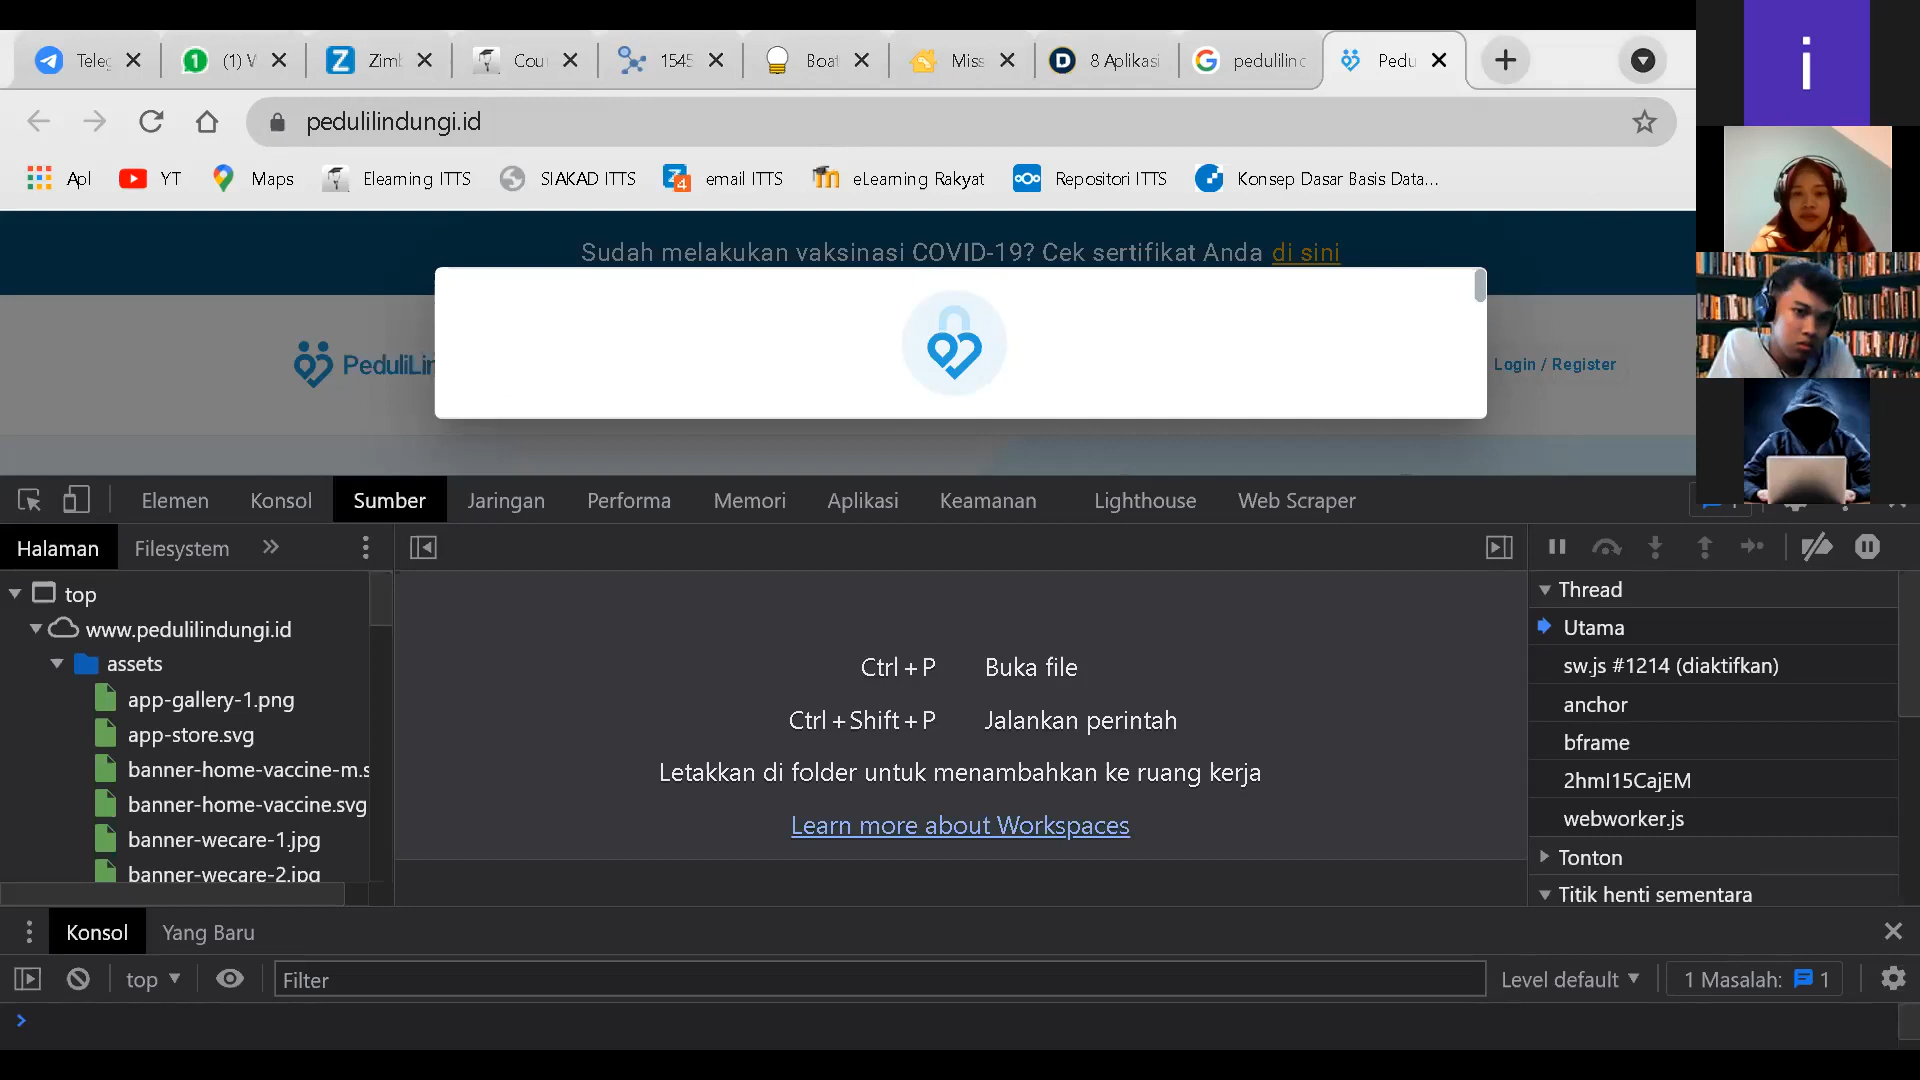 Teleg
(1) V
Zimb
Cou
1545
Boat
Miss
8 Aplikasi
pedulilinc
Pedu
pedulilindungi.id
Apl
YT
Maps
Elearning ITTS
SIAKAD ITTS
email ITTS
eLearning Rakyat
Repositori ITTS
Konsep Dasar Basis Data...
Sudah melakukan vaksinasi COVID-19? Cek sertifikat Anda di sini
PeduliLin
Login / Register
i
Elemen
Konsol
Sumber
Jaringan
Performa
Memori
Aplikasi
Keamanan
Lighthouse
Web Scraper
Halaman
Filesystem
top
www.pedulilindungi.id
assets
app-gallery-1.png
app-store.svg
banner-home-vaccine-m.s
banner-home-vaccine.svg
banner-wecare-1.jpg
banner-wecare-2.jpg
Ctrl + P Buka file
Ctrl + Shift + P Jalankan perintah
Letakkan di folder untuk menambahkan ke ruang kerja
Learn more about Workspaces
Thread
Utama
sw.js #1214 (diaktifkan)
anchor
bframe
2hmI15CajEM
webworker.js
Tonton
Titik henti sementara
Konsol
Yang Baru
top
Filter
Level default
1 Masalah: 1